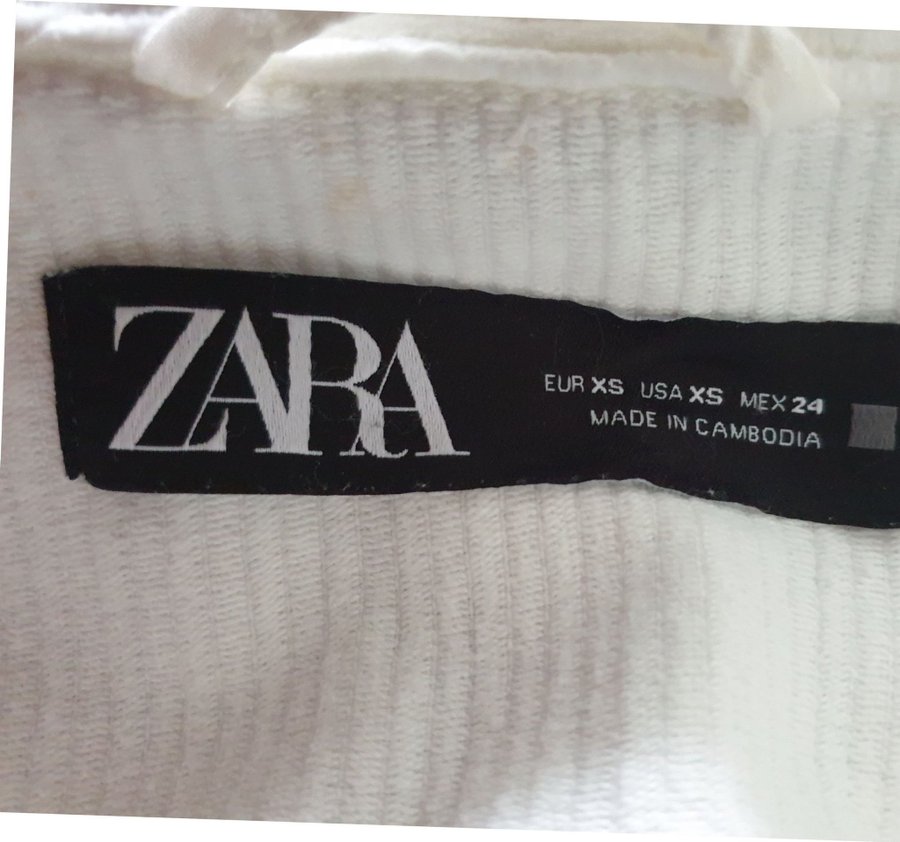 ZARA
EUR XS USA XS MEX 24
MADE IN CAMBODIA